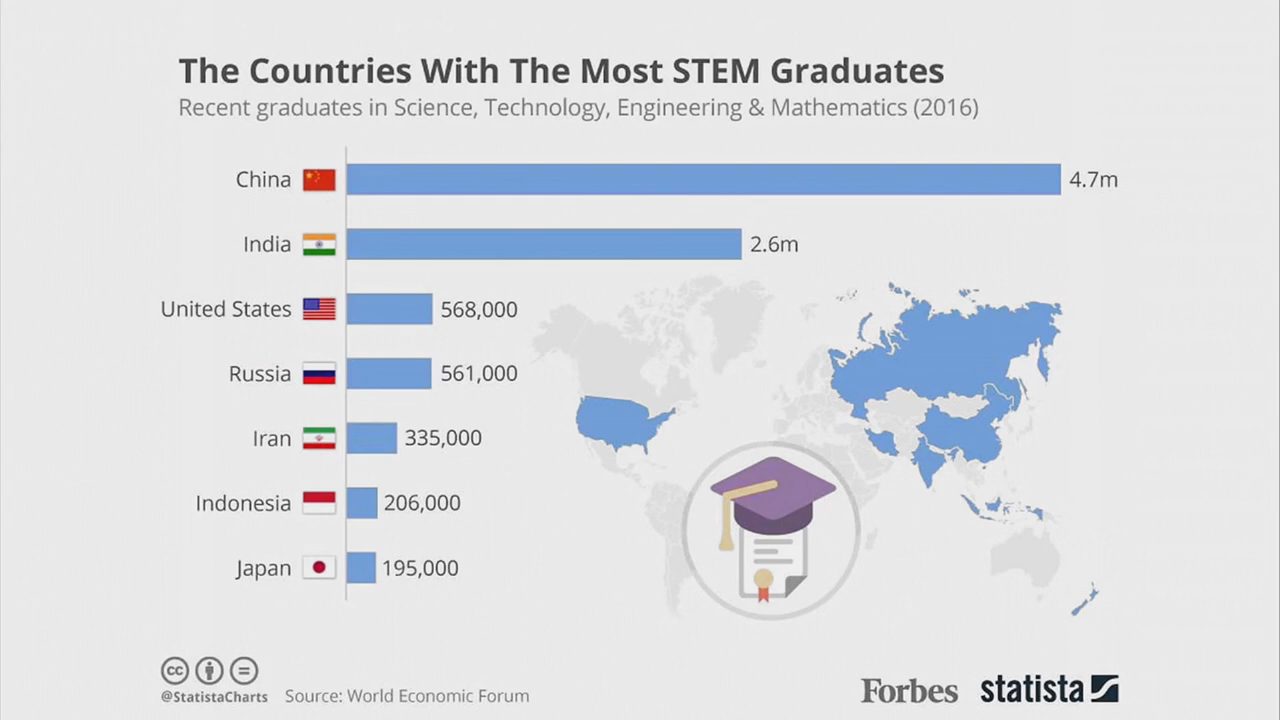 The Countries With The Most STEM Graduates
Recent graduates in Science, Technology, Engineering & Mathematics (2016)
China 4.7m
India 2.6m
United States 568,000
Russia 561,000
Iran 335,000
Indonesia 206,000
Japan 195,000
cc
@StatistaCharts Source: World Economic Forum
Forbes statista